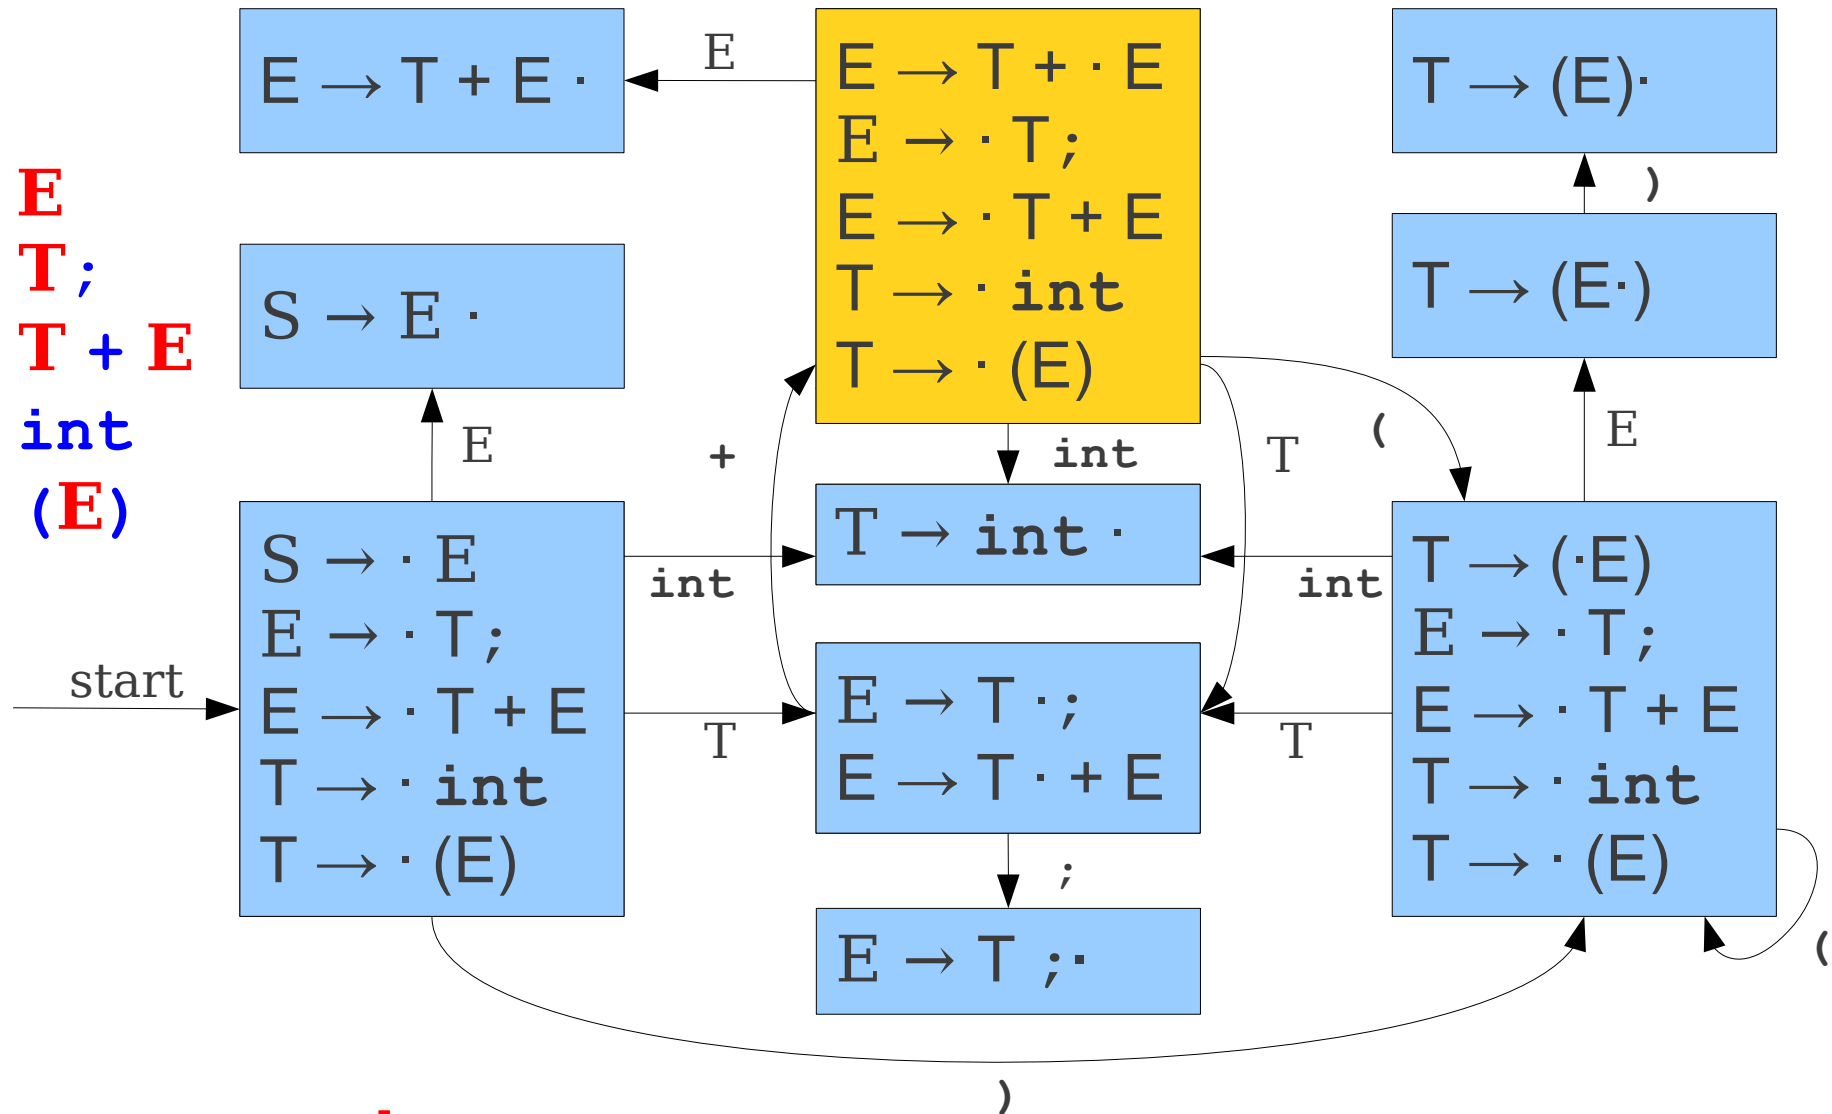 E
T ;
T + E
int
(E)
E → T + E ·
E
E → T + · E
E → · T ;
E → · T + E
T → · int
T → · (E)
T → (E)·
)
T → (E·)
S → E ·
E
+
int
T
(
E
T → int ·
int
int
start
S → · E
E → · T ;
E → · T + E
T → · int
T → · (E)
T
E → T · ;
E → T · + E
T
T → (·E)
E → · T ;
E → · T + E
T → · int
T → · (E)
;
E → T ;·
(
)